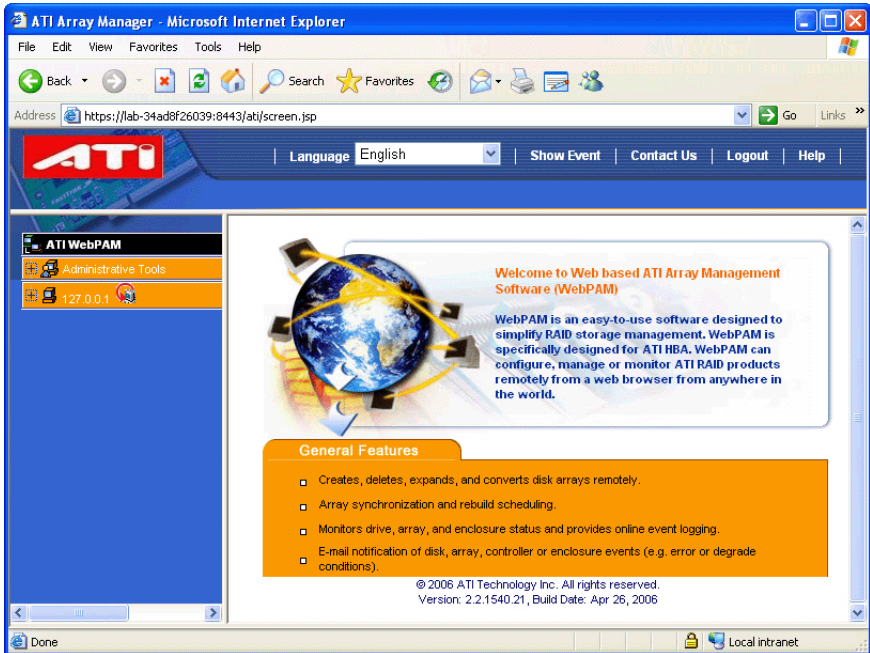 ATI Array Manager - Microsoft Internet Explorer
File Edit View Favorites Tools Help
Back Search Favorites
Address https://lab-34ad8f26039:8443/ati/screen.jsp Go Links »
ATI | Language English | Show Event | Contact Us | Logout | Help |
ATI WebPAM
Administrative Tools
127.0.0.1
Welcome to Web based ATI Array Management
Software (WebPAM)
WebPAM is an easy-to-use software designed to
simplify RAID storage management. WebPAM is
specifically designed for ATI HBA. WebPAM can
configure, manage or monitor ATI RAID products
remotely from a web browser from anywhere in
the world.
General Features
Creates, deletes, expands, and converts disk arrays remotely.
Array synchronization and rebuild scheduling.
Monitors drive, array, and enclosure status and provides online event logging.
E-mail notification of disk, array, controller or enclosure events (e.g. error or degrade
conditions).
© 2006 ATI Technology Inc. All rights reserved.
Version: 2.2.1540.21, Build Date: Apr 26, 2006
Done Local intranet